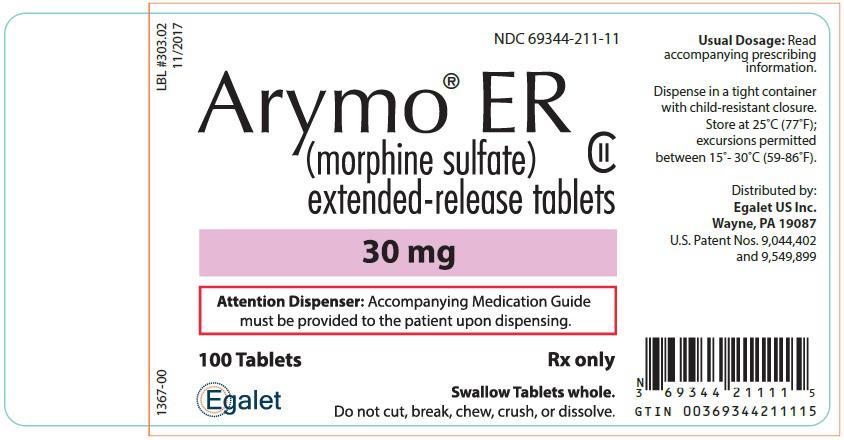 LBL #303.02
11/2017
1367-00
NDC 69344-211-11
Arymo® ER
(morphine sulfate) CII
extended-release tablets
30 mg
Attention Dispenser: Accompanying Medication Guide
must be provided to the patient upon dispensing.
100 Tablets Rx only
Egalet
Swallow Tablets whole.
Do not cut, break, chew, crush, or dissolve.
Usual Dosage: Read
accompanying prescribing
information.
Dispense in a tight container
with child-resistant closure.
Store at 25˚C (77˚F);
excursions permitted
between 15˚- 30˚C (59-86˚F).
Distributed by:
Egalet US Inc.
Wayne, PA 19087
U.S. Patent Nos. 9,044,402
and 9,549,899
N
3 69344 21111 5
GTIN 00369344211115